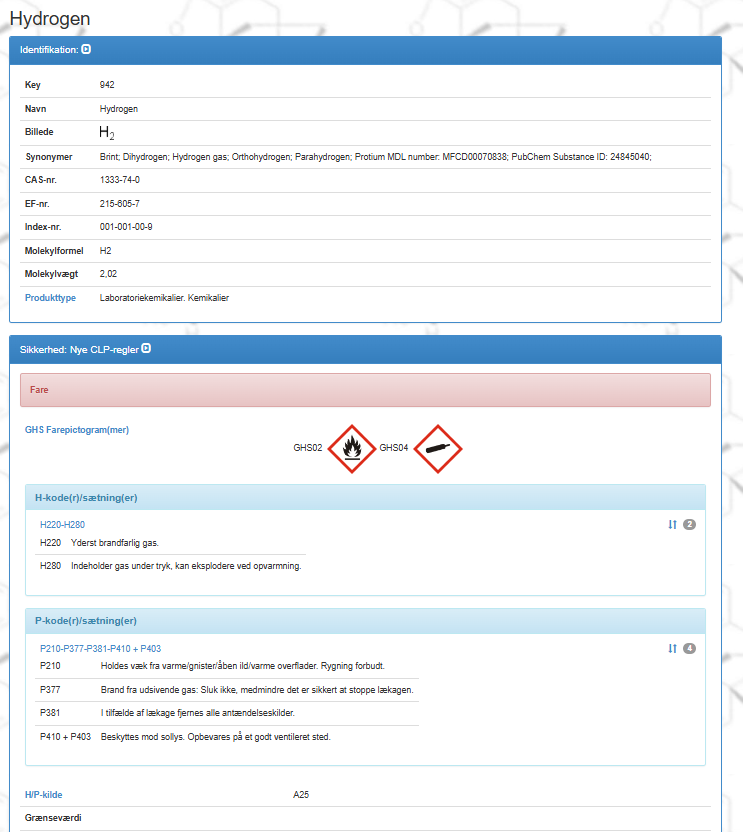 Hydrogen
Identifikation:
Key 942
Navn Hydrogen
Billede H2
Synonymer Brint; Dihydrogen; Hydrogen gas; Orthohydrogen; Parahydrogen; Protium MDL number: MFCD00070838; PubChem Substance ID: 24845040;
CAS-nr. 1333-74-0
EF-nr. 215-605-7
Index-nr. 001-001-00-9
Molekylformel H2
Molekylvægt 2,02
Produkttype Laboratoriekemikalier. Kemikalier
Sikkerhed: Nye CLP-regler
Fare
GHS Farepictogram(mer)
GHS02 GHS04
H-kode(r)/sætning(er)
H220-H280 2
H220 Yderst brandfarlig gas.
H280 Indeholder gas under tryk, kan eksplodere ved opvarmning.
P-kode(r)/sætning(er)
P210-P377-P381-P410 + P403 4
P210 Holdes væk fra varme/gnister/åben ild/varme overflader. Rygning forbudt.
P377 Brand fra udsivende gas: Sluk ikke, medmindre det er sikkert at stoppe lækagen.
P381 I tilfælde af lækage fjernes alle antændelseskilder.
P410 + P403 Beskyttes mod sollys. Opbevares på et godt ventileret sted.
H/P-kilde A25
Grænseværdi